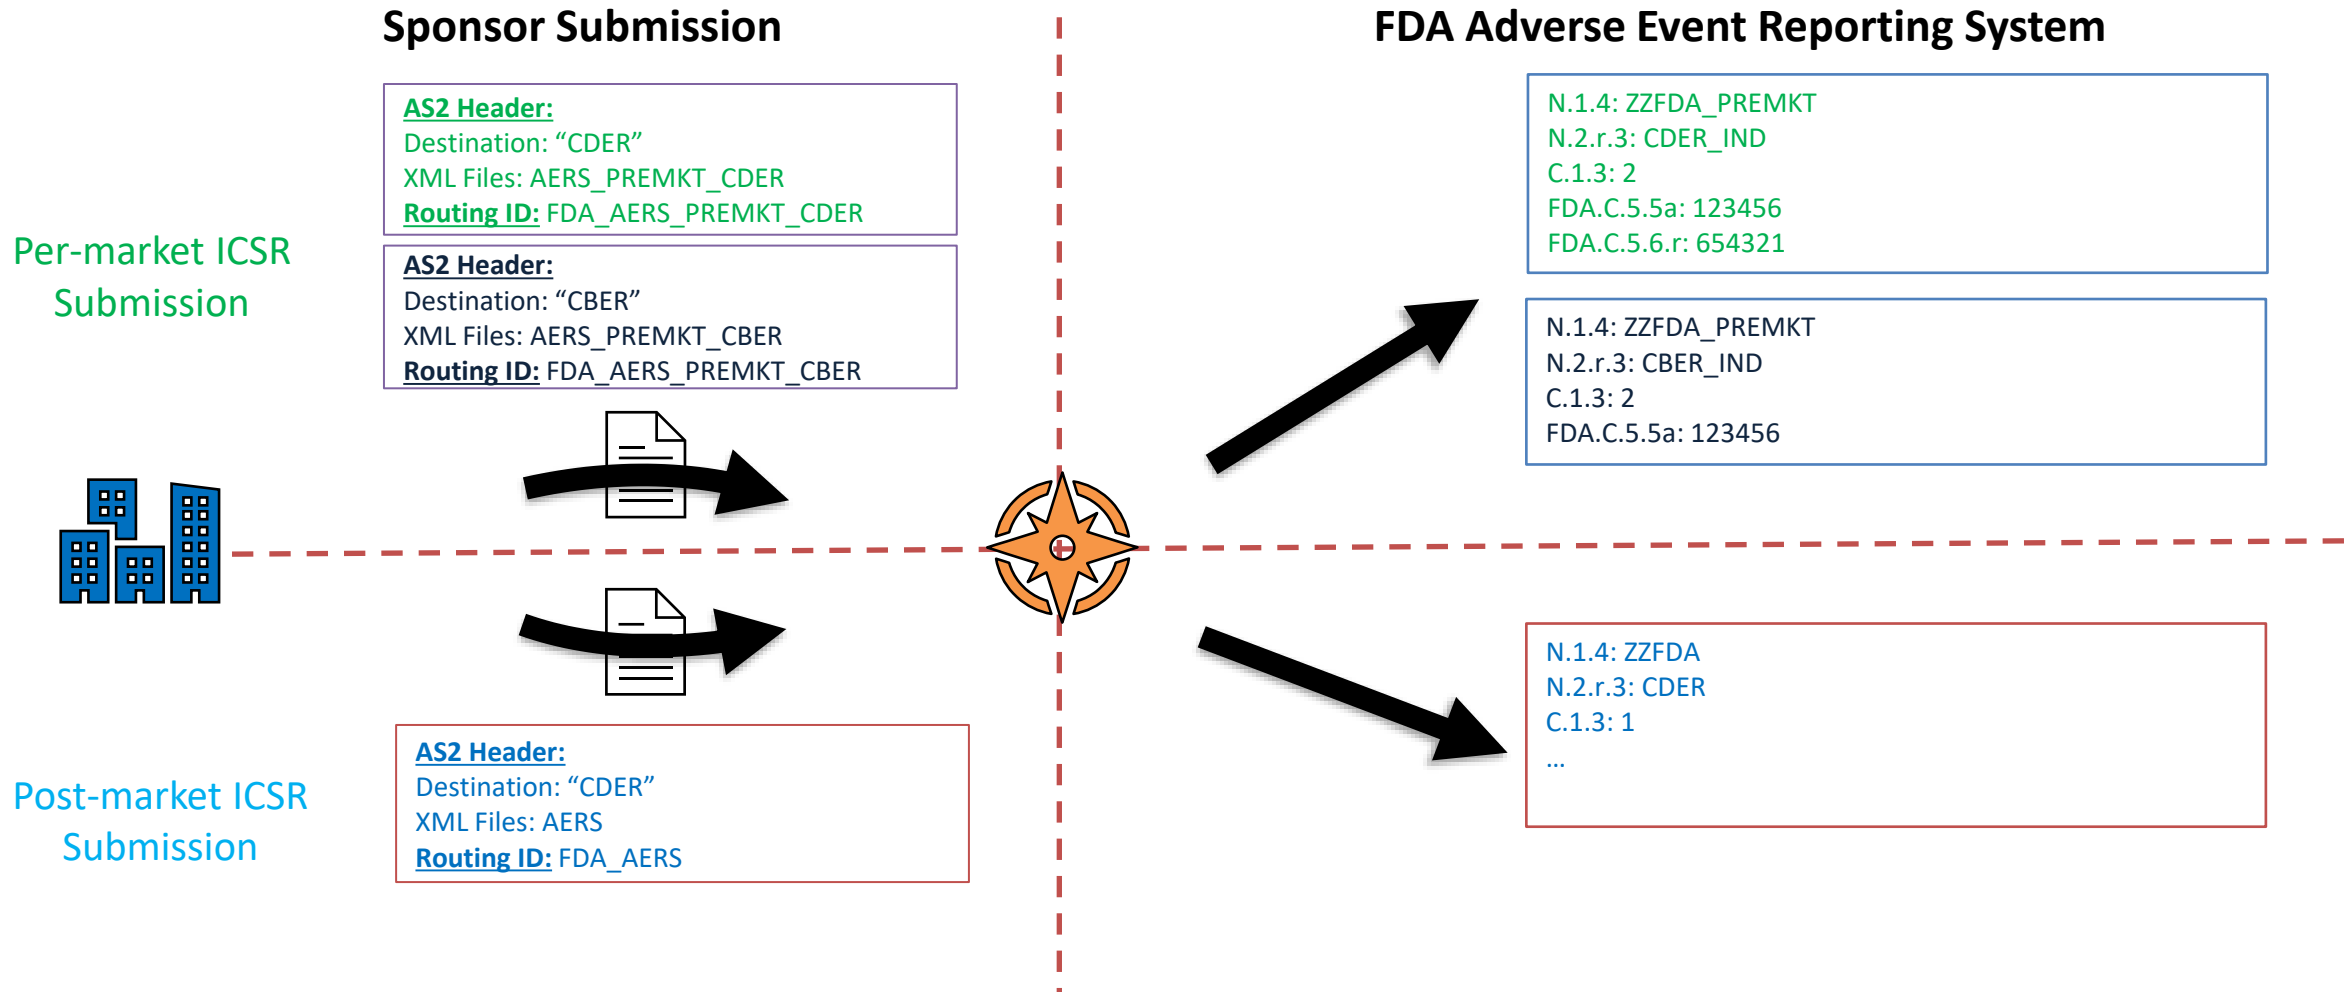 Sponsor Submission
FDA Adverse Event Reporting System
Per-market ICSR
Submission
AS2 Header:
Destination: “CDER”
XML Files: AERS_PREMKT_CDER
Routing ID: FDA_AERS_PREMKT_CDER
AS2 Header:
Destination: “CBER”
XML Files: AERS_PREMKT_CBER
Routing ID: FDA_AERS_PREMKT_CBER
N.1.4: ZZFDA_PREMKT
N.2.r.3: CDER_IND
C.1.3: 2
FDA.C.5.5a: 123456
FDA.C.5.6.r: 654321
N.1.4: ZZFDA_PREMKT
N.2.r.3: CBER_IND
C.1.3: 2
FDA.C.5.5a: 123456
Post-market ICSR
Submission
AS2 Header:
Destination: “CDER”
XML Files: AERS
Routing ID: FDA_AERS
N.1.4: ZZFDA
N.2.r.3: CDER
C.1.3: 1
...